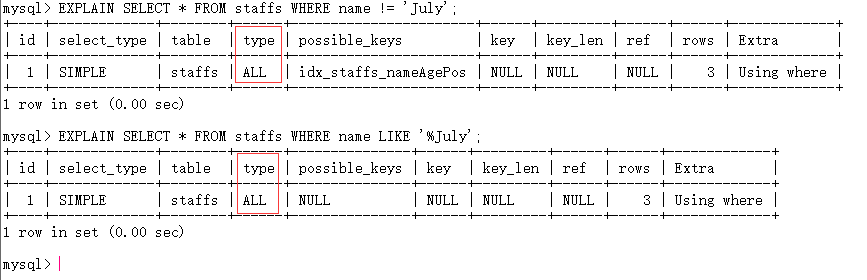 mysql> EXPLAIN SELECT * FROM staffs WHERE name != 'July';
+----+-------------+--------+------+-----------------------+------+---------+------+------+-------------+
| id | select_type | table  | type | possible_keys         | key  | key_len | ref  | rows | Extra       |
+----+-------------+--------+------+-----------------------+------+---------+------+------+-------------+
|  1 | SIMPLE      | staffs | ALL  | idx_staffs_nameAgePos | NULL | NULL    | NULL |    3 | Using where |
+----+-------------+--------+------+-----------------------+------+---------+------+------+-------------+
1 row in set (0.00 sec)
mysql> EXPLAIN SELECT * FROM staffs WHERE name LIKE '%July';
+----+-------------+--------+------+---------------+------+---------+------+------+-------------+
| id | select_type | table  | type | possible_keys | key  | key_len | ref  | rows | Extra       |
+----+-------------+--------+------+---------------+------+---------+------+------+-------------+
|  1 | SIMPLE      | staffs | ALL  | NULL          | NULL | NULL    | NULL |    3 | Using where |
+----+-------------+--------+------+---------------+------+---------+------+------+-------------+
1 row in set (0.00 sec)
mysql>